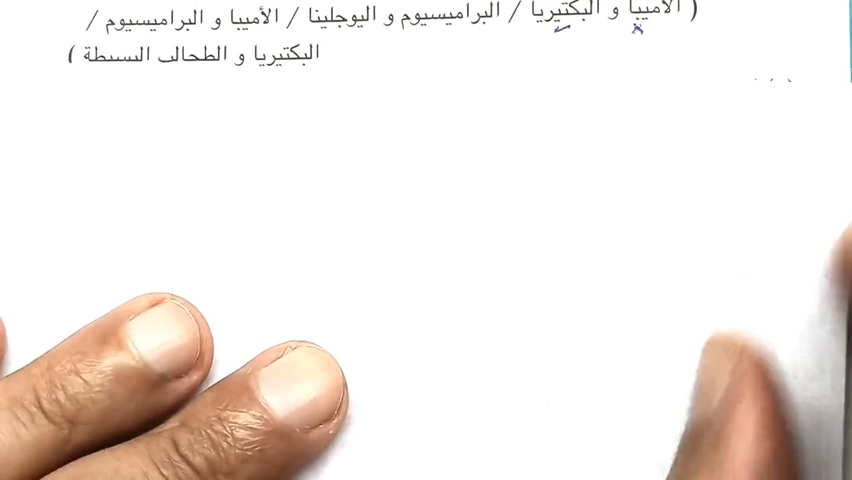 ( الأميبا و البكتيريا / البراميسيوم و اليوجلينا / الأميبا و البراميسيوم /
البكتيريا و الطحالب البسيطة )